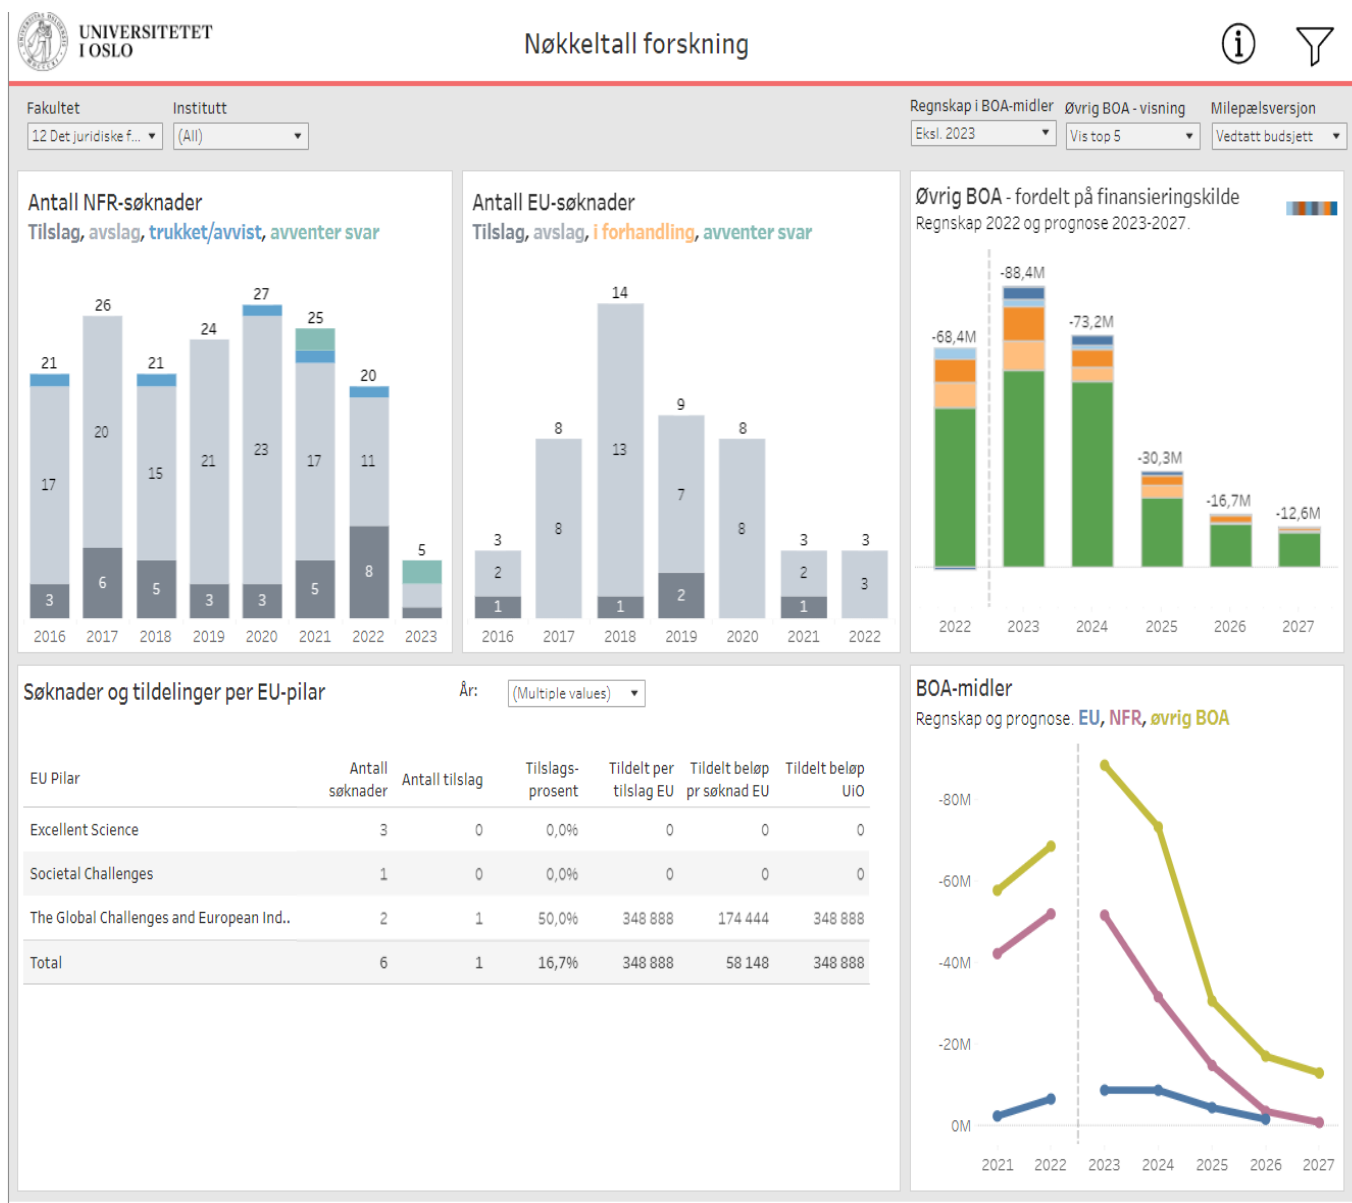 UNIVERSITETET
I OSLO
Nøkkeltall forskning
Fakultet
Institutt
12 Det juridiske f...
(All)
Regnskap i BOA-midler
Øvrig BOA - visning
Milepælsversjon
Eksl. 2023
Vis top 5
Vedtatt budsjett
Antall NFR-søknader
Tilslag, avslag, trukket/avvist, avventer svar
21
26
21
24
27
25
20
5
17
20
15
21
23
17
11
3
6
5
3
3
5
8
2016 2017 2018 2019 2020 2021 2022 2023
Antall EU-søknader
Tilslag, avslag, i forhandling, avventer svar
3
8
14
9
8
3
3
2
8
13
7
8
2
3
1
1
2
1
2016 2017 2018 2019 2020 2021 2022
Øvrig BOA - fordelt på finansieringskilde
Regnskap 2022 og prognose 2023-2027.
-68,4M
-88,4M
-73,2M
-30,3M
-16,7M
-12,6M
2022 2023 2024 2025 2026 2027
Søknader og tildelinger per EU-pilar
År:
(Multiple values)
EU Pilar
Antall søknader
Antall tilslag
Tilslags-
prosent
Tildelt per
tilslag EU
Tildelt beløp
pr søknad EU
Tildelt beløp
UiO
Excellent Science 3 0 0,0% 0 0 0
Societal Challenges 1 0 0,0% 0 0 0
The Global Challenges and European Ind.. 2 1 50,0% 348 888 174 444 348 888
Total 6 1 16,7% 348 888 58 148 348 888
BOA-midler
Regnskap og prognose. EU, NFR, øvrig BOA
-80M
-60M
-40M
-20M
0M
2021 2022 2023 2024 2025 2026 2027